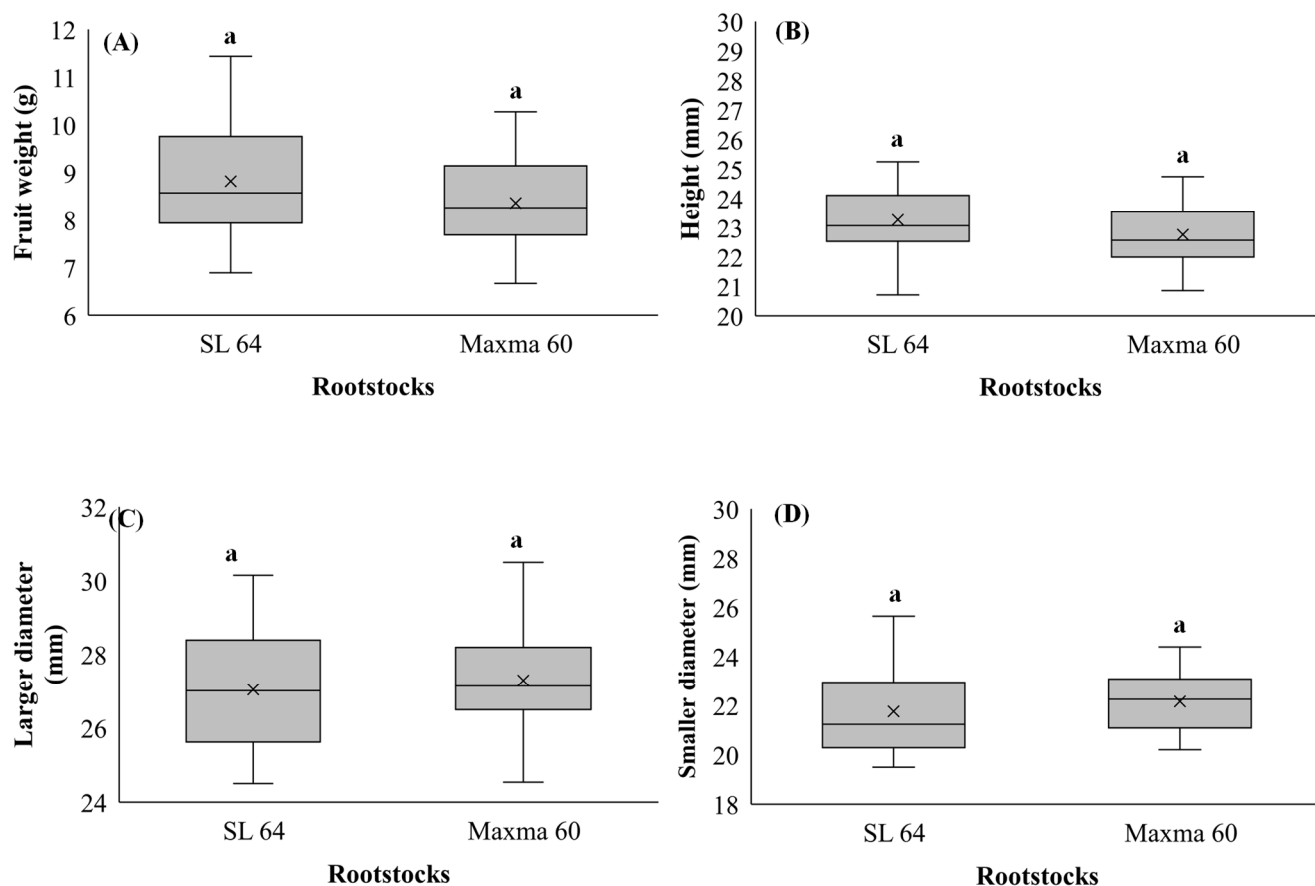 (A)
Fruit weight (g)
12
11
10
9
8
7
6
a
a
SL 64
Maxma 60
Rootstocks
(B)
Height (mm)
30
29
28
27
26
25
24
23
22
21
20
a
a
SL 64
Maxma 60
Rootstocks
(C)
Larger diameter
(mm)
32
30
28
26
24
a
a
SL 64
Maxma 60
Rootstocks
(D)
Smaller diameter (mm)
30
28
26
24
22
20
18
a
a
SL 64
Maxma 60
Rootstocks